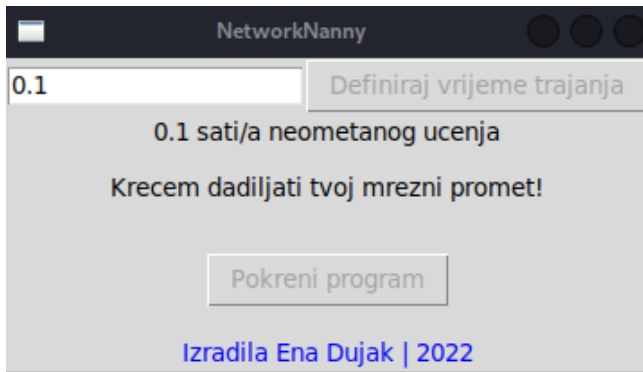 NetworkNanny
0.1 Definiraj vrijeme trajanja
0.1 sati/a neometanog ucenja
Krecem dadiljati tvoj mrezni promet!
Pokreni program
Izradila Ena Dujak | 2022